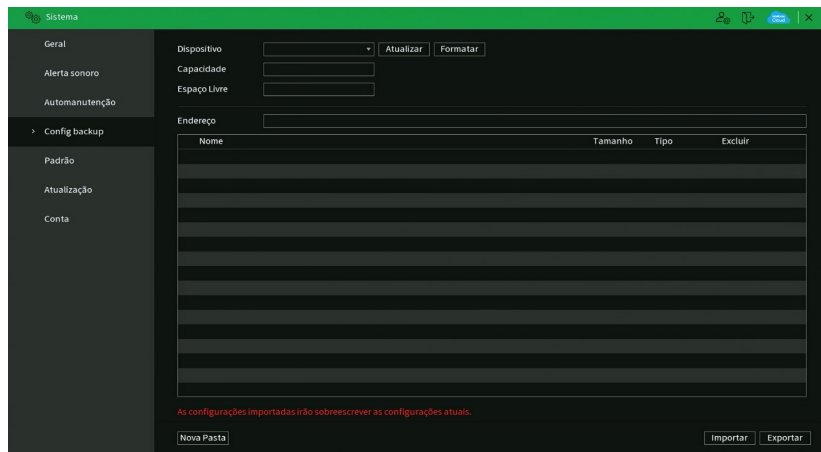 Sistema
Geral
Alerta sonoro
Automanutenção
> Config backup
Padrão
Atualização
Conta
Dispositivo
Atualizar
Formatar
Capacidade
Espaço Livre
Endereço
Nome Tamanho Tipo Excluir
As configurações importadas irão sobreescrever as configurações atuais.
Nova Pasta
Importar
Exportar